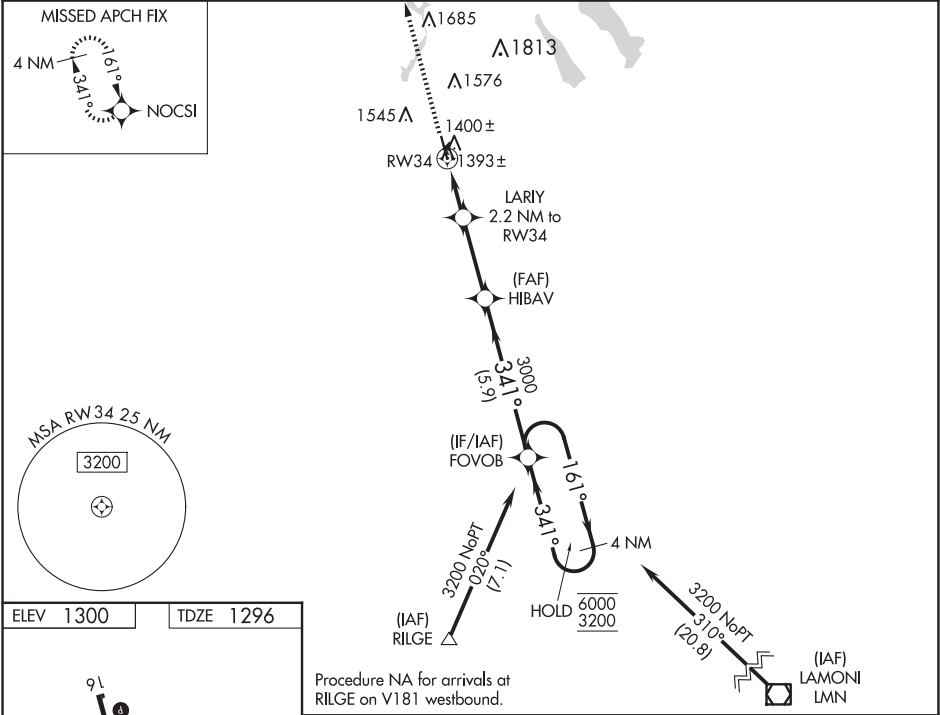 MISSED APCH FIX
4 NM
161°
341°
NOCSI
1685
1813
1576
1545
1400 ±
RW34
1393 ±
LARIY
2.2 NM to
RW34
(FAF)
HIBAV
3000
341°
(5.9)
(IF/IAF)
FOVOB
161°
341°
4 NM
HOLD
6000
3200
3200 NoPT
020°
(7.1)
(IAF)
RILGE
3200 NoPT
310°
(20.8)
(IAF)
LAMONI
LMN
Procedure NA for arrivals at
RILGE on V181 westbound.
MSA RW34 25 NM
3200
ELEV 1300
TDZE 1296
16
P